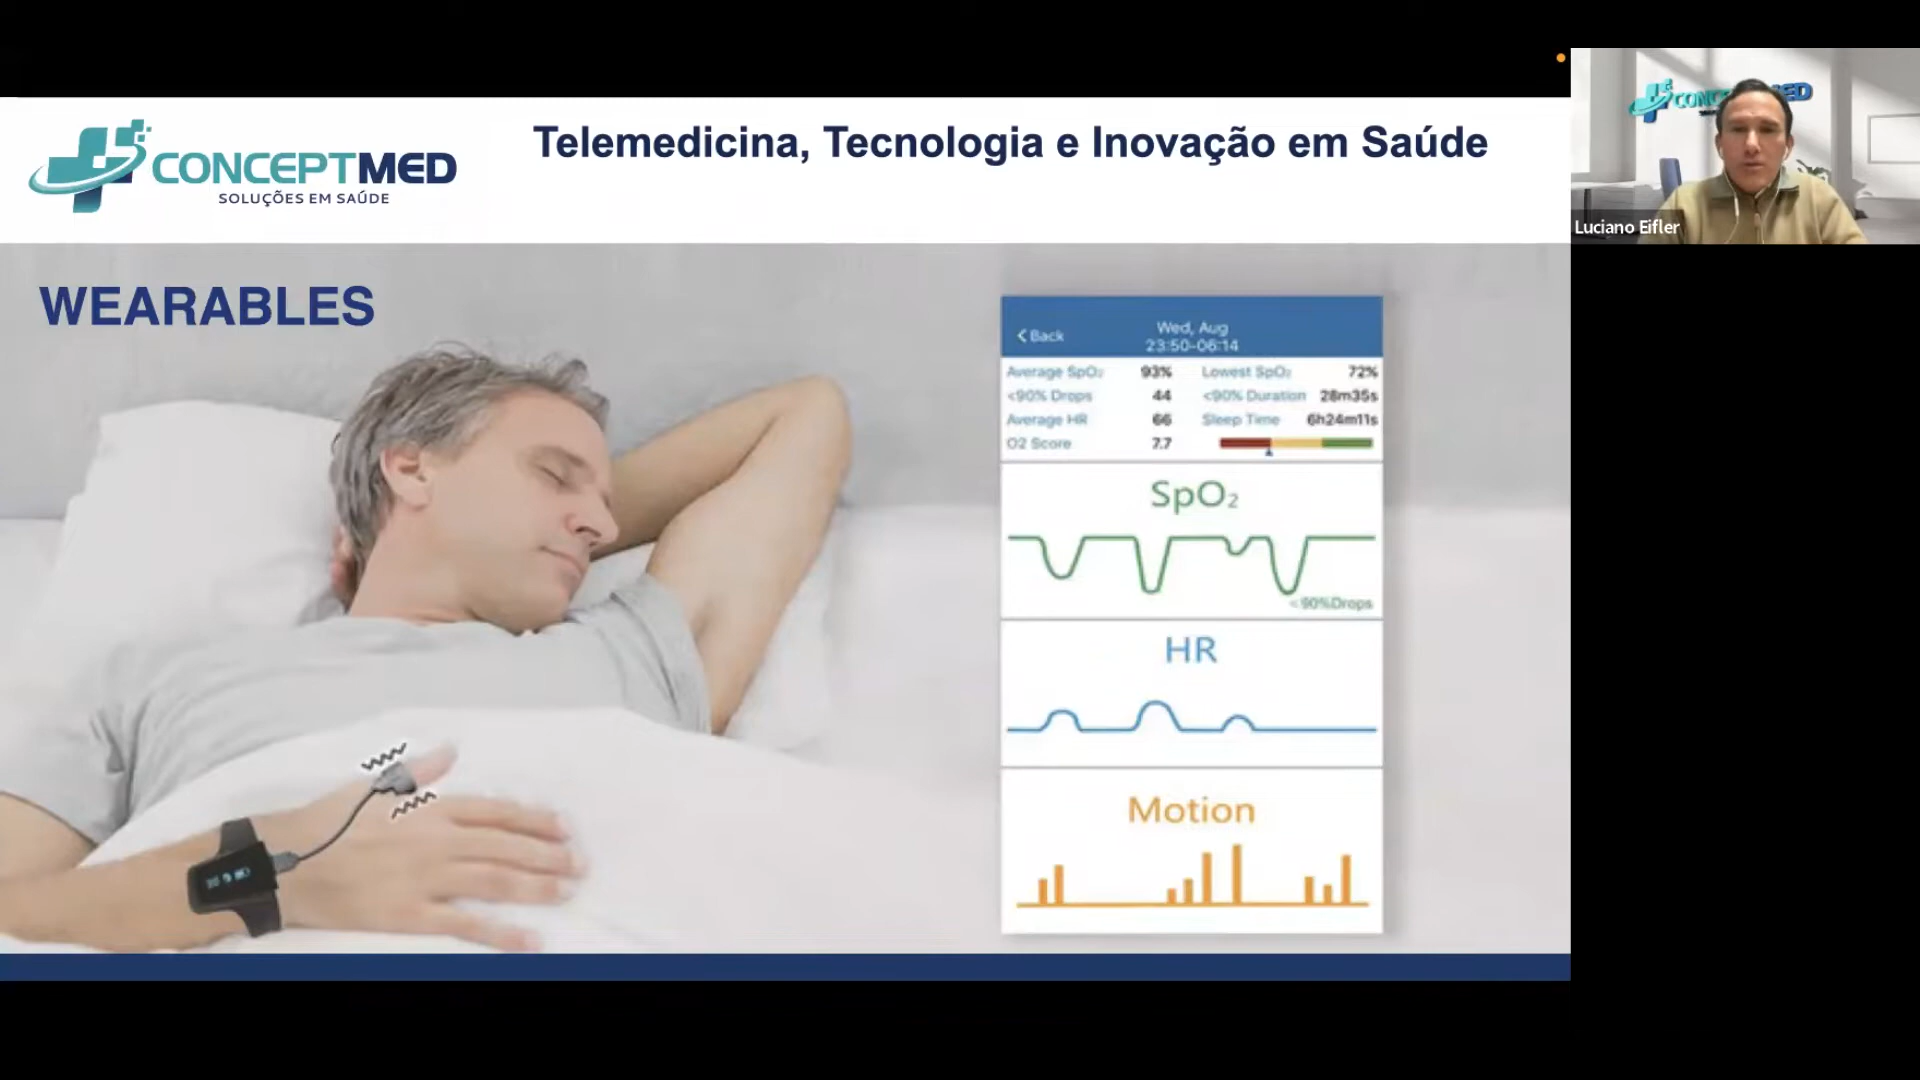 CONCEPTMED
SOLUÇÕES EM SAÚDE
Telemedicina, Tecnologia e Inovação em Saúde
Luciano Eifler
WEARABLES
Back
Wed, Aug
23:50-06:14
Average SpO₂ 93% Lowest SpO₂ 72%
<90% Drops 44 <90% Duration 28m35s
Average HR 66 Sleep Time 6h24m11s
O2 Score 7.7
SpO₂
<90%Drops
HR
Motion